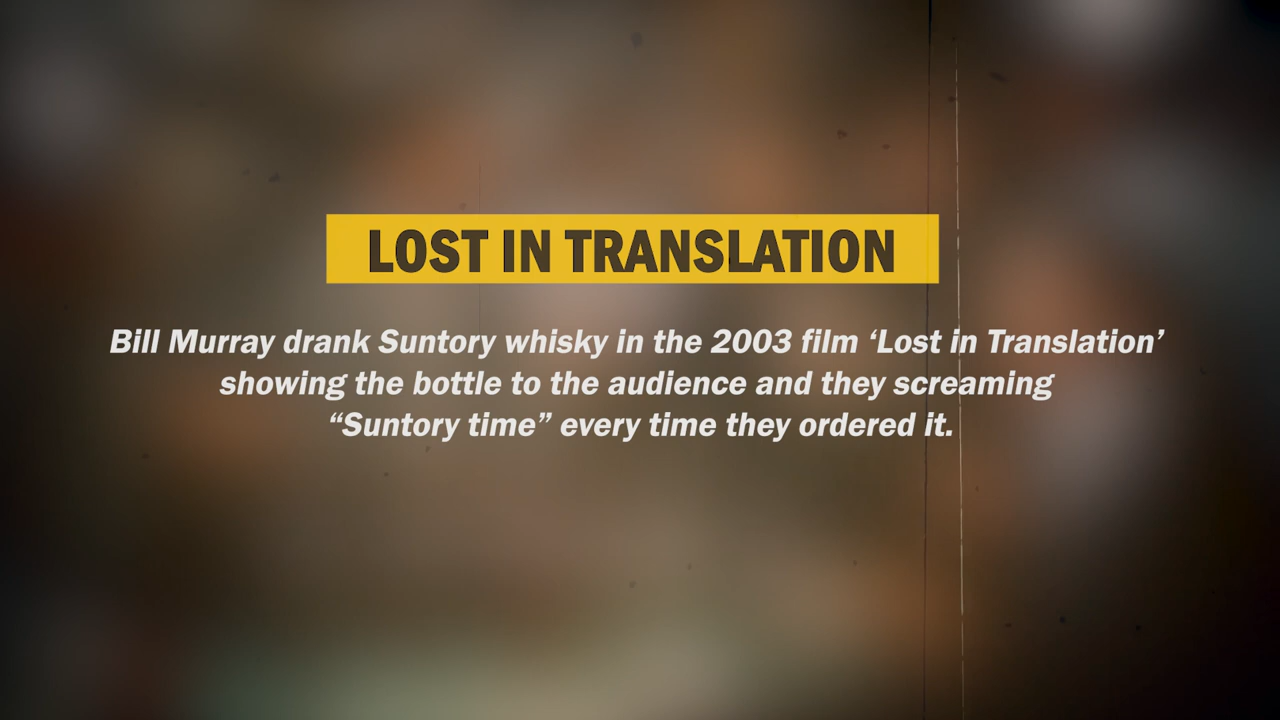 LOST IN TRANSLATION
Bill Murray drank Suntory whisky in the 2003 film ‘Lost in Translation’
showing the bottle to the audience and they screaming
“Suntory time” every time they ordered it.